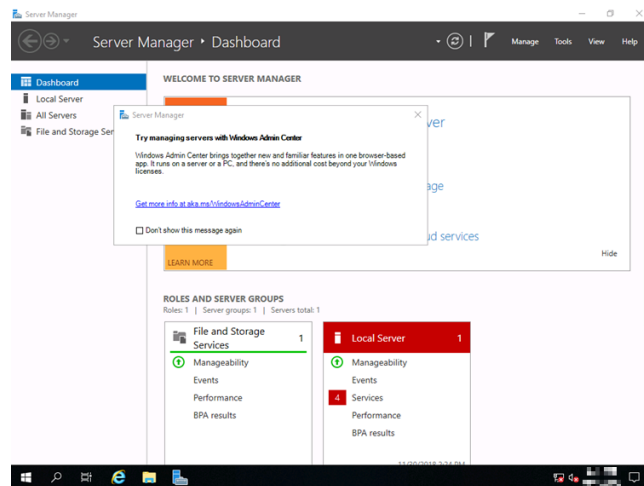 Server Manager
Server Manager • Dashboard
Manage Tools View Help
Dashboard
Local Server
All Servers
File and Storage Ser
WELCOME TO SERVER MANAGER
Server Manager
Try managing servers with Windows Admin Center
Windows Admin Center brings together new and familiar features in one browser-based
app. It runs on a server or a PC, and there's no additional cost beyond your Windows
licenses.
Get more info at aka.ms/WindowsAdminCenter
Don't show this message again
ver
age
ud services
LEARN MORE
Hide
ROLES AND SERVER GROUPS
Roles: 1 | Server groups: 1 | Servers total: 1
File and Storage
Services
1
Manageability
Events
Performance
BPA results
Local Server 1
Manageability
Events
4 Services
Performance
BPA results